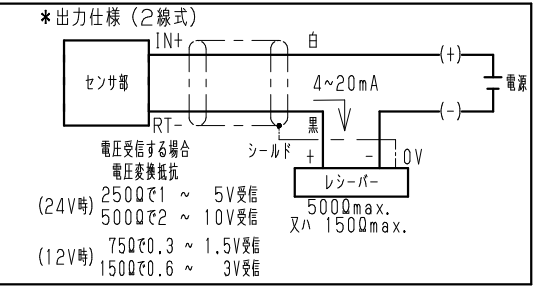 *出力仕様（2線式）
IN+
白
(+)
センサ部
4~20mA
電源
(-)
RT-
黒
電圧受信する場合
シールド
+
-
0V
電圧変換抵抗
レシーバー
(24V時)
250Ωで1 ~ 5V受信
500Ωで2 ~ 10V受信
500Ωmax.
又ハ 150Ωmax.
(12V時)
75Ωで0.3 ~ 1.5V受信
150Ωで0.6 ~ 3V受信